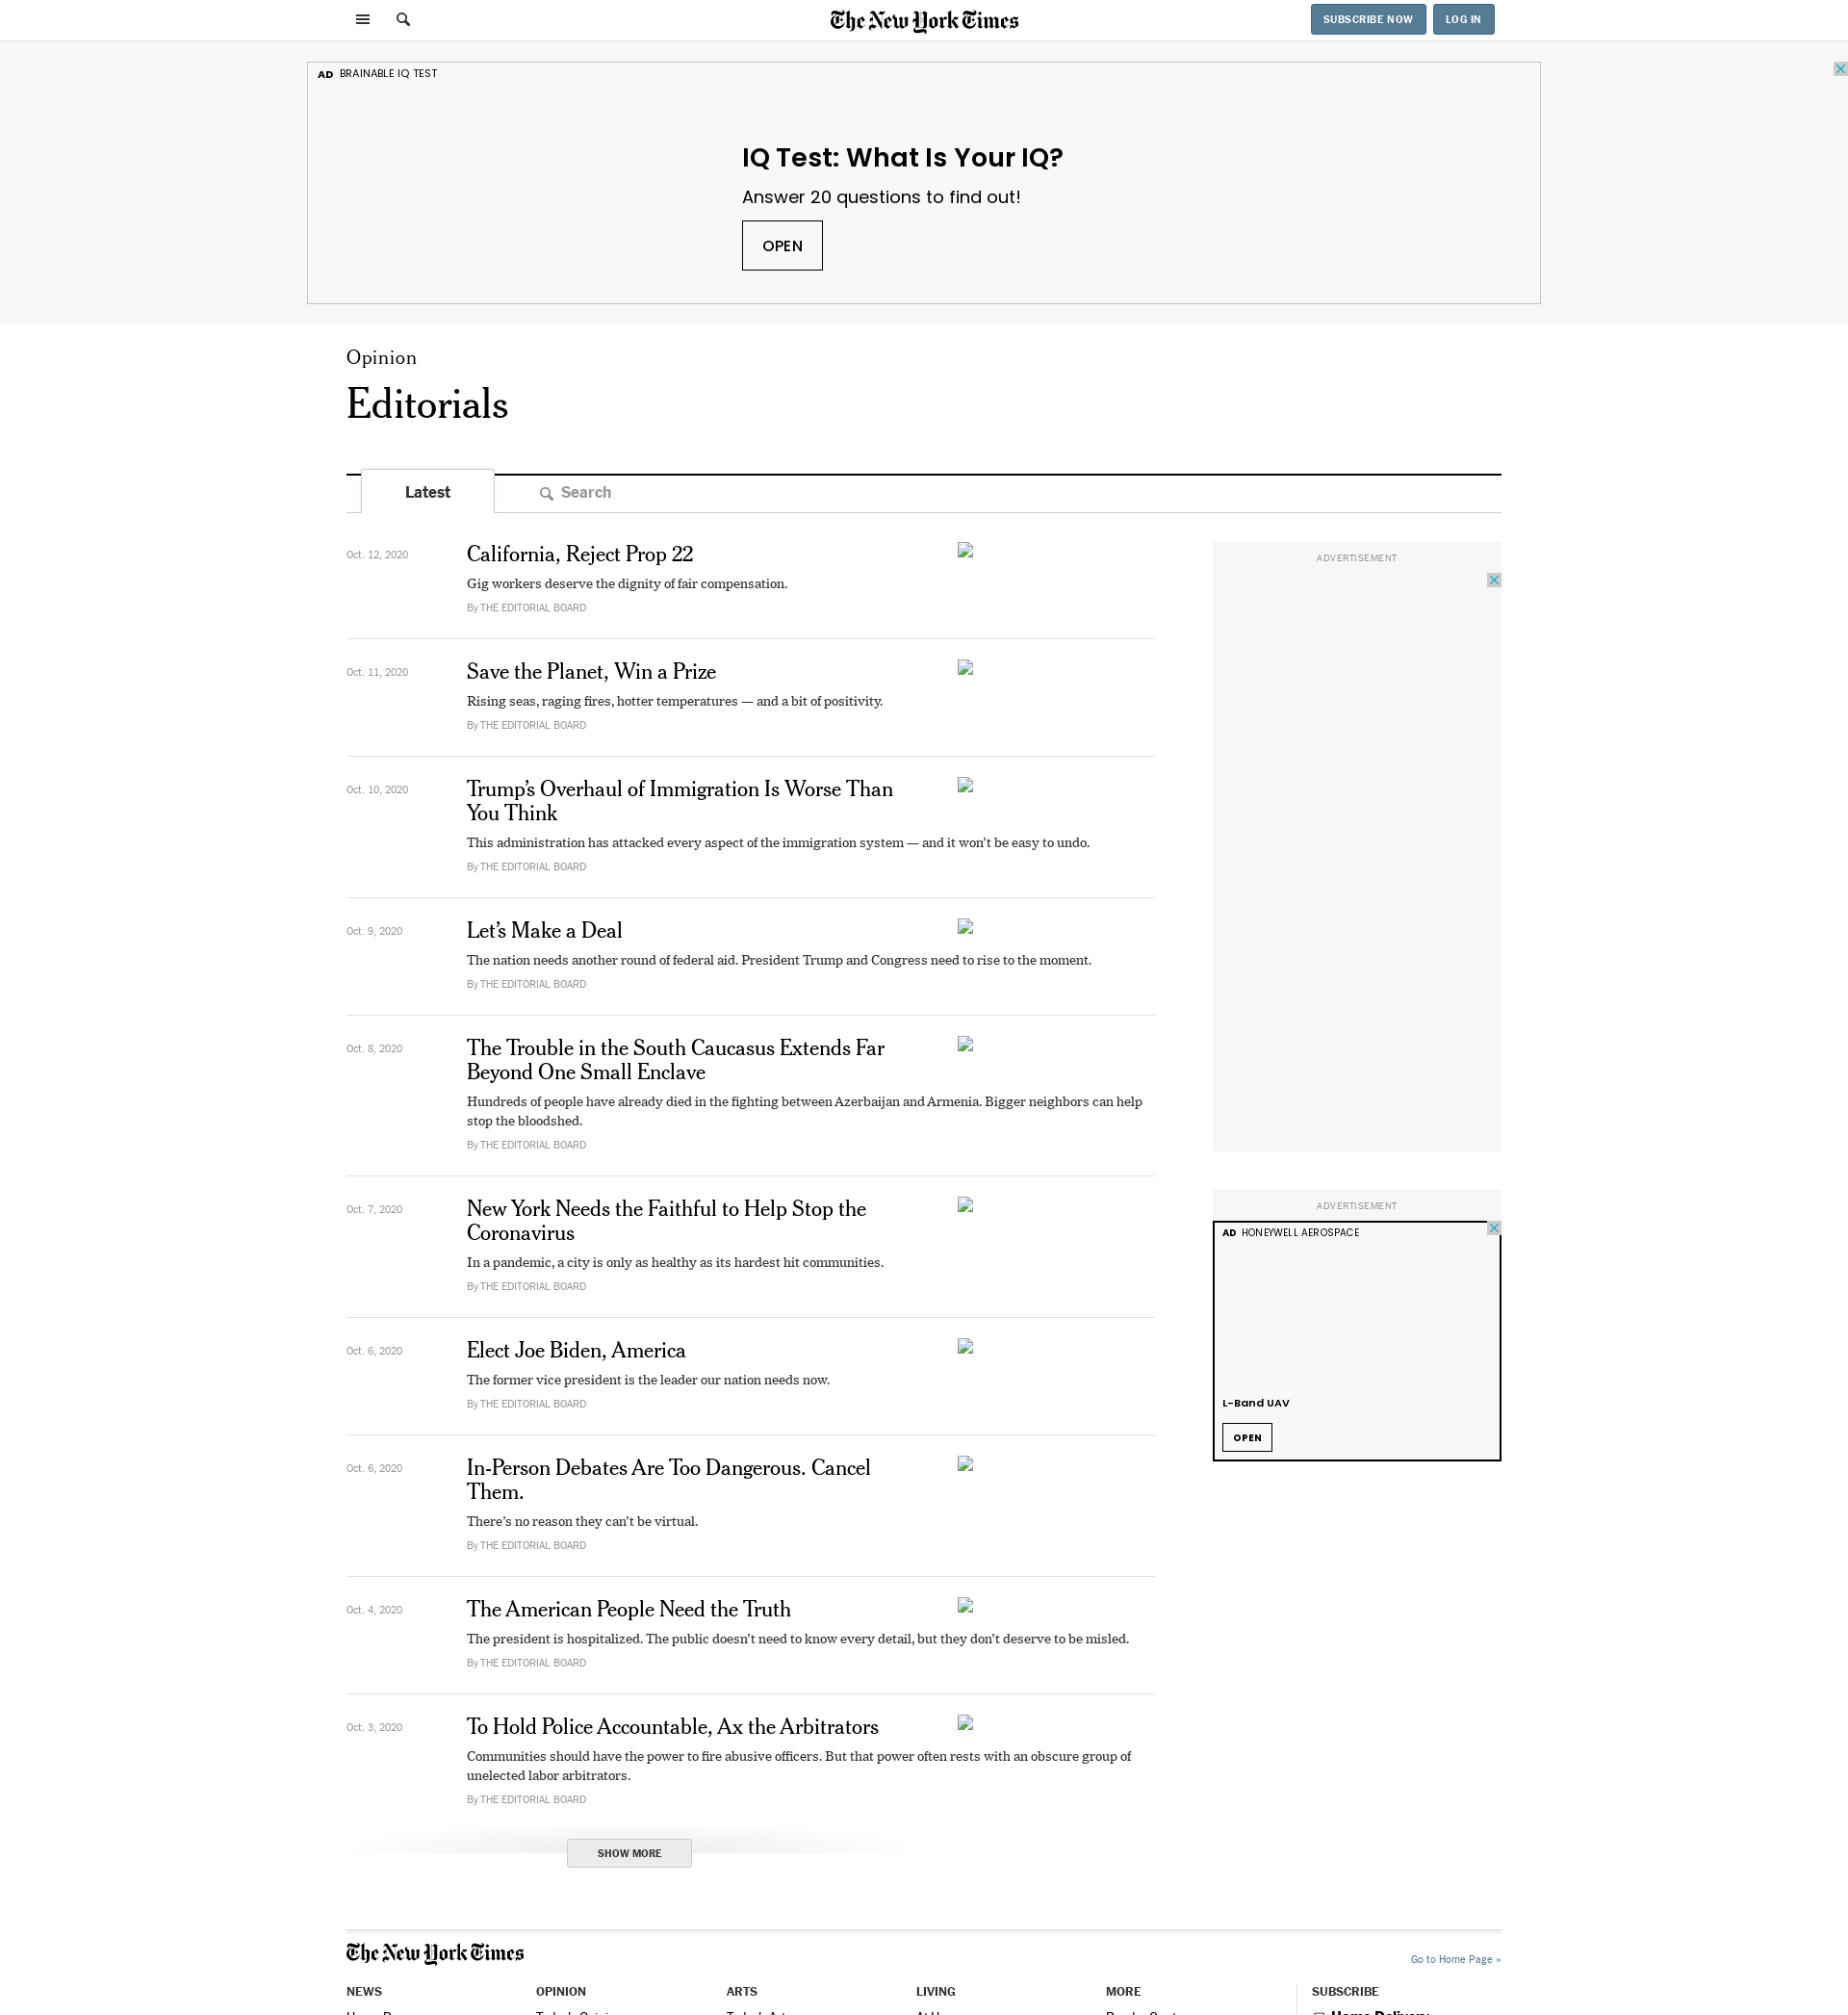 The New York Times
SUBSCRIBE NOW
LOG IN
AD BRAINABLE IQ TEST
IQ Test: What Is Your IQ?
Answer 20 questions to find out!
OPEN
Opinion
Editorials
Latest
Search
Oct. 12, 2020
California, Reject Prop 22
Gig workers deserve the dignity of fair compensation.
By THE EDITORIAL BOARD
Oct. 11, 2020
Save the Planet, Win a Prize
Rising seas, raging fires, hotter temperatures — and a bit of positivity.
By THE EDITORIAL BOARD
Oct. 10, 2020
Trump’s Overhaul of Immigration Is Worse Than
You Think
This administration has attacked every aspect of the immigration system — and it won’t be easy to undo.
By THE EDITORIAL BOARD
Oct. 9, 2020
Let’s Make a Deal
The nation needs another round of federal aid. President Trump and Congress need to rise to the moment.
By THE EDITORIAL BOARD
Oct. 8, 2020
The Trouble in the South Caucasus Extends Far
Beyond One Small Enclave
Hundreds of people have already died in the fighting between Azerbaijan and Armenia. Bigger neighbors can help
stop the bloodshed.
By THE EDITORIAL BOARD
Oct. 7, 2020
New York Needs the Faithful to Help Stop the
Coronavirus
In a pandemic, a city is only as healthy as its hardest hit communities.
By THE EDITORIAL BOARD
Oct. 6, 2020
Elect Joe Biden, America
The former vice president is the leader our nation needs now.
By THE EDITORIAL BOARD
Oct. 6, 2020
In-Person Debates Are Too Dangerous. Cancel
Them.
There’s no reason they can’t be virtual.
By THE EDITORIAL BOARD
Oct. 4, 2020
The American People Need the Truth
The president is hospitalized. The public doesn’t need to know every detail, but they don’t deserve to be misled.
By THE EDITORIAL BOARD
Oct. 3, 2020
To Hold Police Accountable, Ax the Arbitrators
Communities should have the power to fire abusive officers. But that power often rests with an obscure group of
unelected labor arbitrators.
By THE EDITORIAL BOARD
SHOW MORE
ADVERTISEMENT
ADVERTISEMENT
AD HONEYWELL AEROSPACE
L-Band UAV
OPEN
The New York Times
Go to Home Page »
NEWS
OPINION
ARTS
LIVING
MORE
SUBSCRIBE